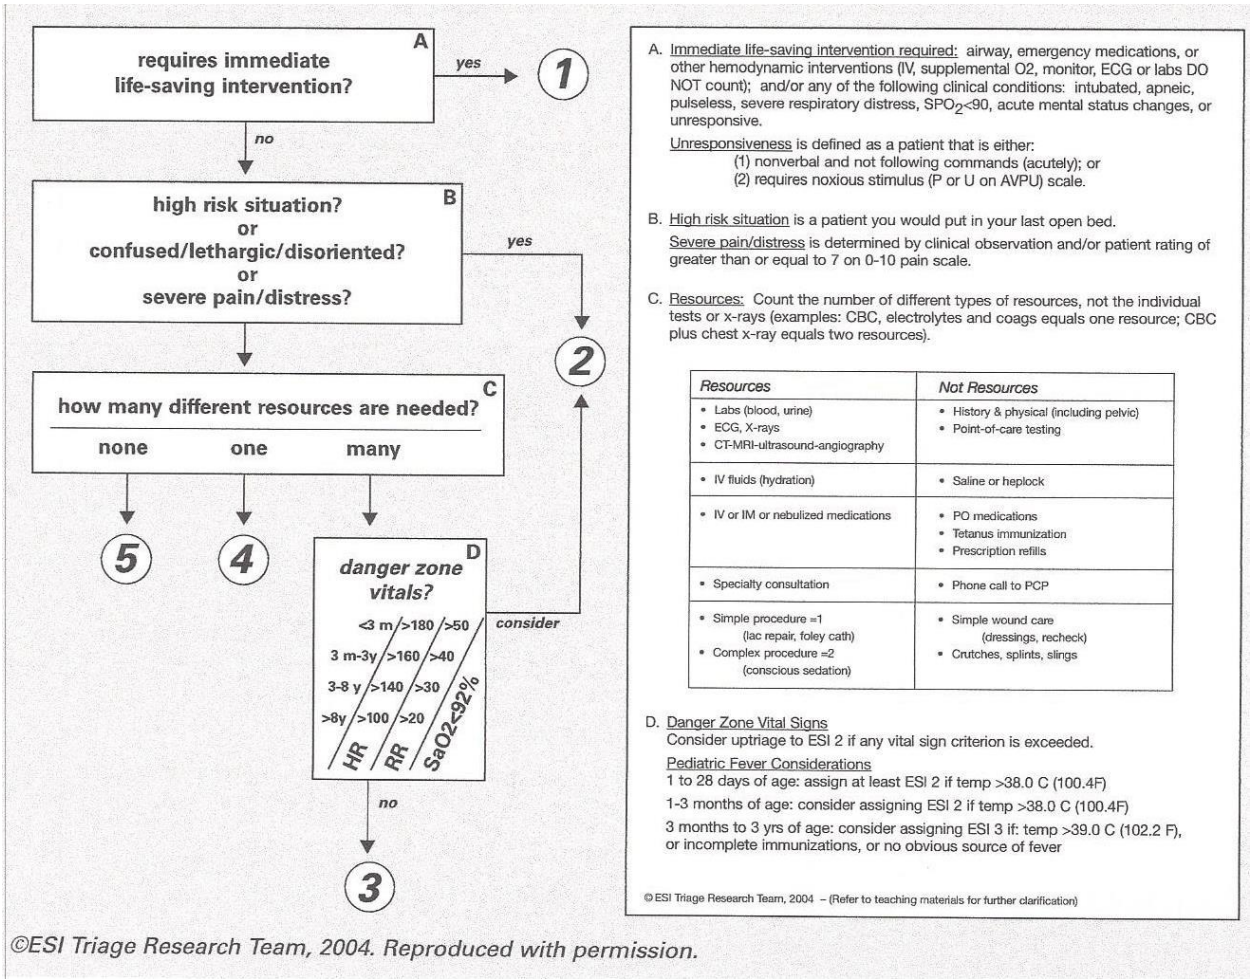 A
requires immediate
life-saving intervention?
yes
1
no
B
high risk situation?
or
confused/lethargic/disoriented?
or
severe pain/distress?
yes
2
C
how many different resources are needed?
none one many
5 4
D
danger zone
vitals?
<3 m >180 >50
3 m-3y >160 >40
3-8 y >140 >30
>8y >100 >20
HR RR SaO2<92%
consider
no
3
A. Immediate life-saving intervention required: airway, emergency medications, or
other hemodynamic interventions (IV, supplemental O2, monitor, ECG or labs DO
NOT count); and/or any of the following clinical conditions: intubated, apneic,
pulseless, severe respiratory distress, SPO2<90, acute mental status changes, or
unresponsive.
Unresponsiveness is defined as a patient that is either:
(1) nonverbal and not following commands (acutely); or
(2) requires noxious stimulus (P or U on AVPU) scale.
B. High risk situation is a patient you would put in your last open bed.
Severe pain/distress is determined by clinical observation and/or patient rating of
greater than or equal to 7 on 0-10 pain scale.
C. Resources: Count the number of different types of resources, not the individual
tests or x-rays (examples: CBC, electrolytes and coags equals one resource; CBC
plus chest x-ray equals two resources).
Resources Not Resources
• Labs (blood, urine) • History & physical (including pelvic)
• ECG, X-rays • Point-of-care testing
• CT-MRI-ultrasound-angiography
• IV fluids (hydration) • Saline or heplock
• IV or IM or nebulized medications • PO medications
• Tetanus immunization
• Prescription refills
• Specialty consultation • Phone call to PCP
• Simple procedure =1 • Simple wound care
(lac repair, foley cath) (dressings, recheck)
• Complex procedure =2 • Crutches, splints, slings
(conscious sedation)
D. Danger Zone Vital Signs
Consider uptriage to ESI 2 if any vital sign criterion is exceeded.
Pediatric Fever Considerations
1 to 28 days of age: assign at least ESI 2 if temp >38.0 C (100.4F)
1-3 months of age: consider assigning ESI 2 if temp >38.0 C (100.4F)
3 months to 3 yrs of age: consider assigning ESI 3 if: temp >39.0 C (102.2 F),
or incomplete immunizations, or no obvious source of fever
© ESI Triage Research Team, 2004 – (Refer to teaching materials for further clarification)
©ESI Triage Research Team, 2004. Reproduced with permission.